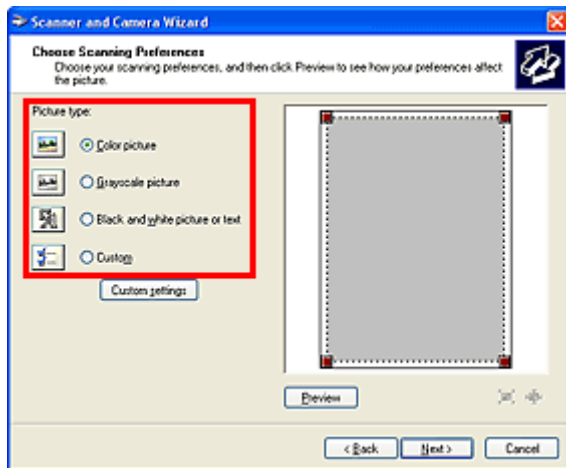 Scanner and Camera Wizard
Choose Scanning Preferences
Choose your scanning preferences, and then click Preview to see how your preferences affect
the picture.
Picture type:
Color picture
Grayscale picture
Black and white picture or text
Custom
Custom settings
Preview
< Back
Next >
Cancel